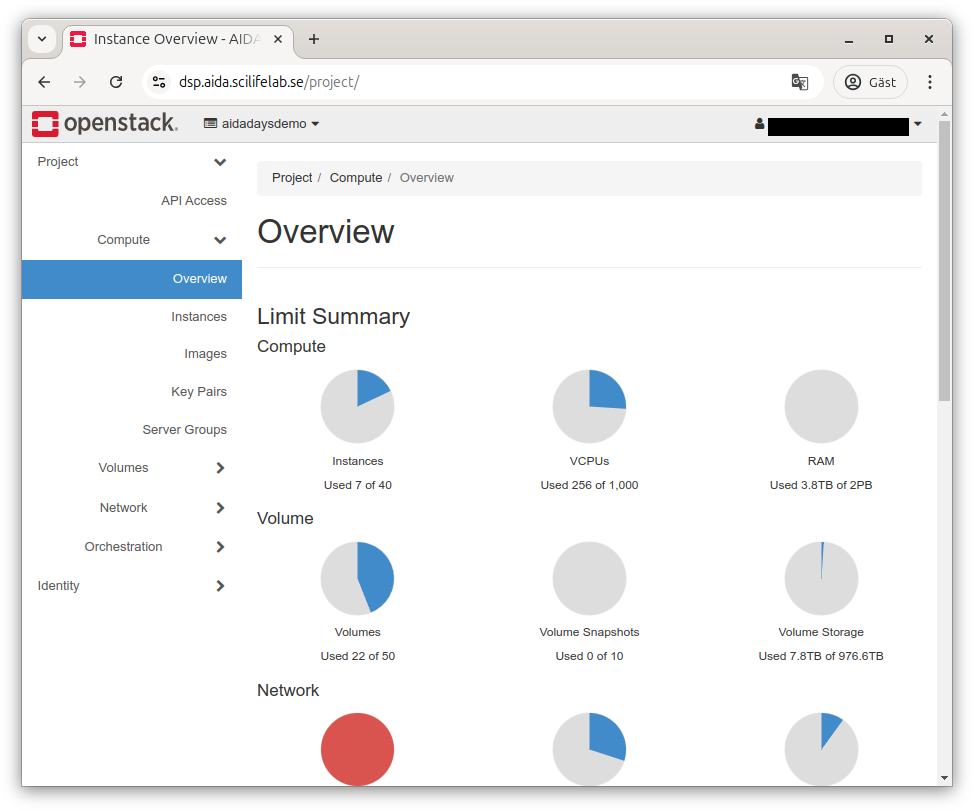 Instance Overview - AIDA
dsp.aida.scilifelab.se/project/
Gäst
openstack.
aidadaysdemo
Project
API Access
Compute
Overview
Instances
Images
Key Pairs
Server Groups
Volumes
Network
Orchestration
Identity
Project / Compute / Overview
Overview
Limit Summary
Compute
Instances
Used 7 of 40
VCPUs
Used 256 of 1,000
RAM
Used 3.8TB of 2PB
Volume
Volumes
Used 22 of 50
Volume Snapshots
Used 0 of 10
Volume Storage
Used 7.8TB of 976.6TB
Network